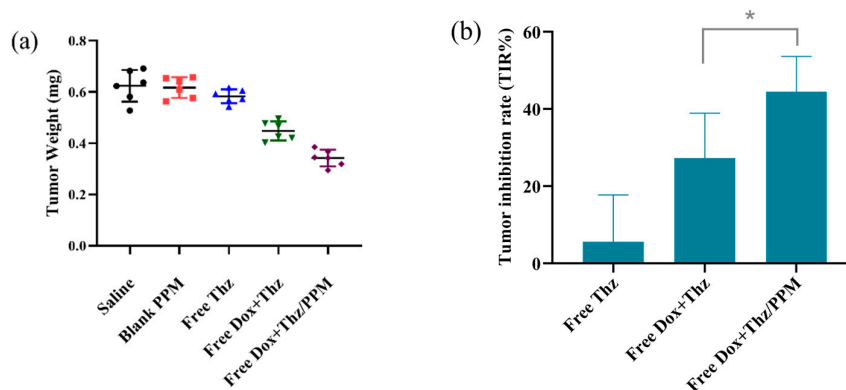 (a)
Tumor Weight (mg)
0.8
0.6
0.4
0.2
0.0
Saline
Blank PPM
Free Thz
Free Dox+Thz
Free Dox+Thz/PPM
(b)
Tumor inhibition rate (TIR%)
60
40
20
0
*
Free Thz
Free Dox+Thz
Free Dox+Thz/PPM